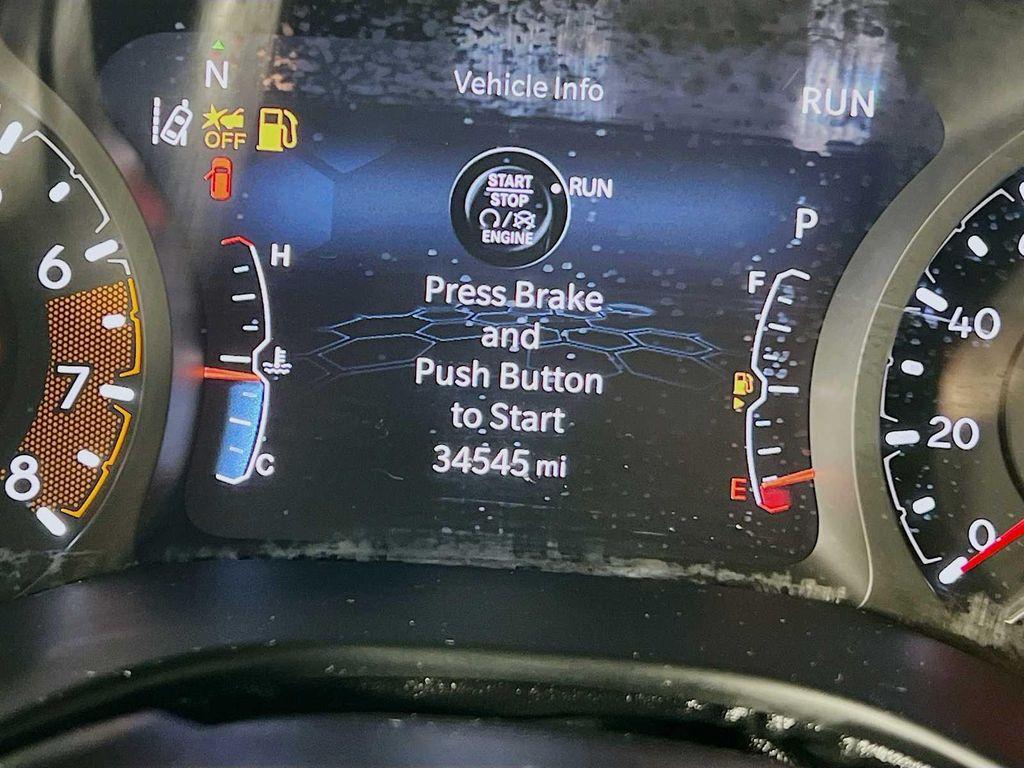 N
Vehicle Info
RUN
OFF
START
STOP
ENGINE
RUN
P
H
F
6
7
8
C
E
Press Brake
and
Push Button
to Start
34545 mi
40
20
0